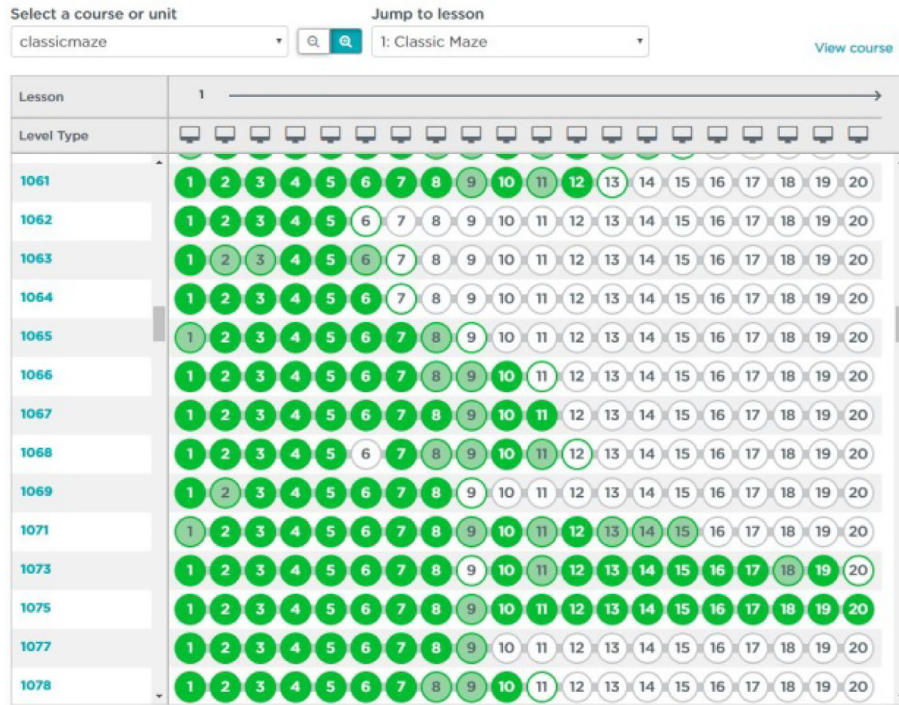 Select a course or unit Jump to lesson
classicmaze 1: Classic Maze View course
Lesson 1
Level Type
1061 1 2 3 4 5 6 7 8 9 10 11 12 13 14 15 16 17 18 19 20
1062 1 2 3 4 5 6 7 8 9 10 11 12 13 14 15 16 17 18 19 20
1063 1 2 3 4 5 6 7 8 9 10 11 12 13 14 15 16 17 18 19 20
1064 1 2 3 4 5 6 7 8 9 10 11 12 13 14 15 16 17 18 19 20
1065 1 2 3 4 5 6 7 8 9 10 11 12 13 14 15 16 17 18 19 20
1066 1 2 3 4 5 6 7 8 9 10 11 12 13 14 15 16 17 18 19 20
1067 1 2 3 4 5 6 7 8 9 10 11 12 13 14 15 16 17 18 19 20
1068 1 2 3 4 5 6 7 8 9 10 11 12 13 14 15 16 17 18 19 20
1069 1 2 3 4 5 6 7 8 9 10 11 12 13 14 15 16 17 18 19 20
1071 1 2 3 4 5 6 7 8 9 10 11 12 13 14 15 16 17 18 19 20
1073 1 2 3 4 5 6 7 8 9 10 11 12 13 14 15 16 17 18 19 20
1075 1 2 3 4 5 6 7 8 9 10 11 12 13 14 15 16 17 18 19 20
1077 1 2 3 4 5 6 7 8 9 10 11 12 13 14 15 16 17 18 19 20
1078 1 2 3 4 5 6 7 8 9 10 11 12 13 14 15 16 17 18 19 20